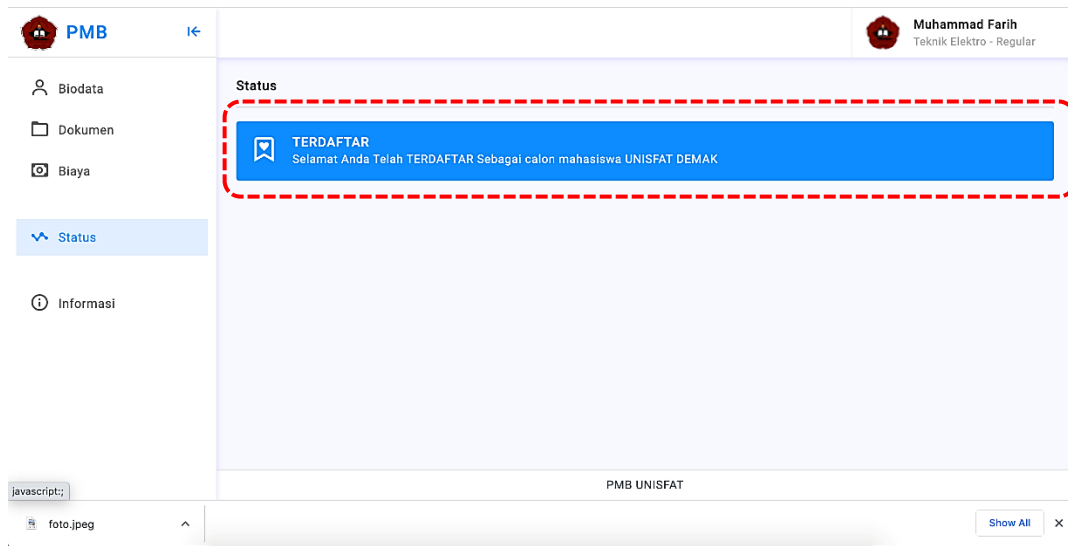 PMB
Muhammad Farih
Teknik Elektro - Regular
Biodata
Dokumen
Biaya
Status
Informasi
Status
TERDAFTAR
Selamat Anda Telah TERDAFTAR Sebagai calon mahasiswa UNISFAT DEMAK
PMB UNISFAT
javascript:;
foto.jpeg
Show All